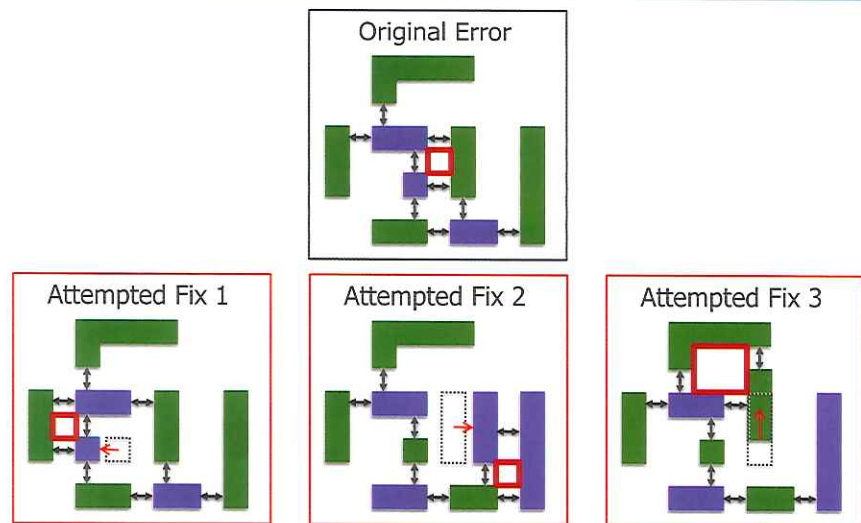 Original Error
Attempted Fix 1
Attempted Fix 2
Attempted Fix 3